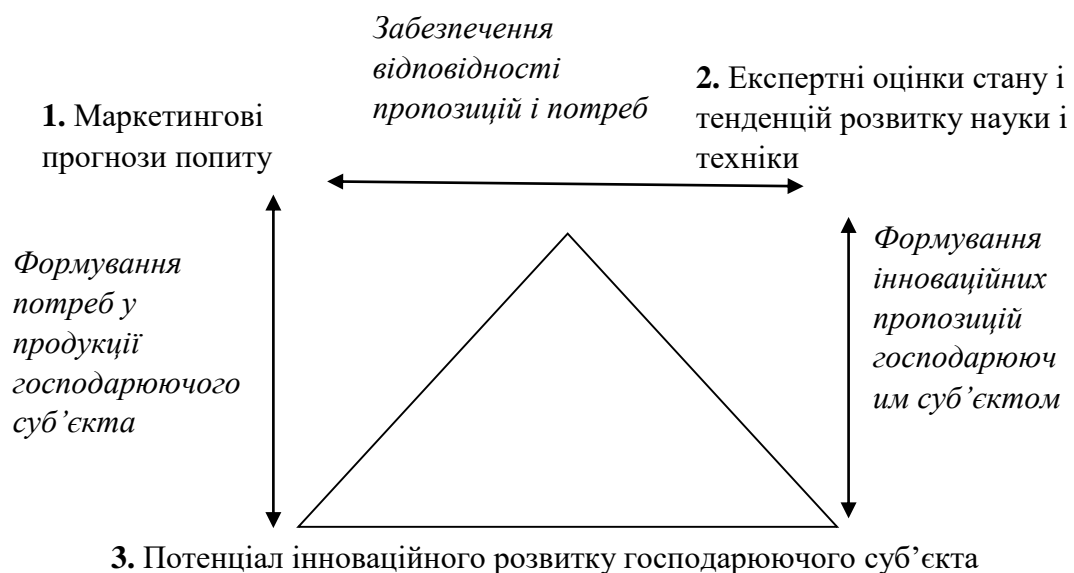 Забезпечення
відповідності
пропозицій і потреб
1. Маркетингові
прогнози попиту
2. Експертні оцінки стану і
тенденцій розвитку науки і
техніки
Формування
потреб у
продукції
господарюючого
суб’єкта
Формування
інноваційних
пропозицій
господарююч
им суб’єктом
3. Потенціал інноваційного розвитку господарюючого суб’єкта